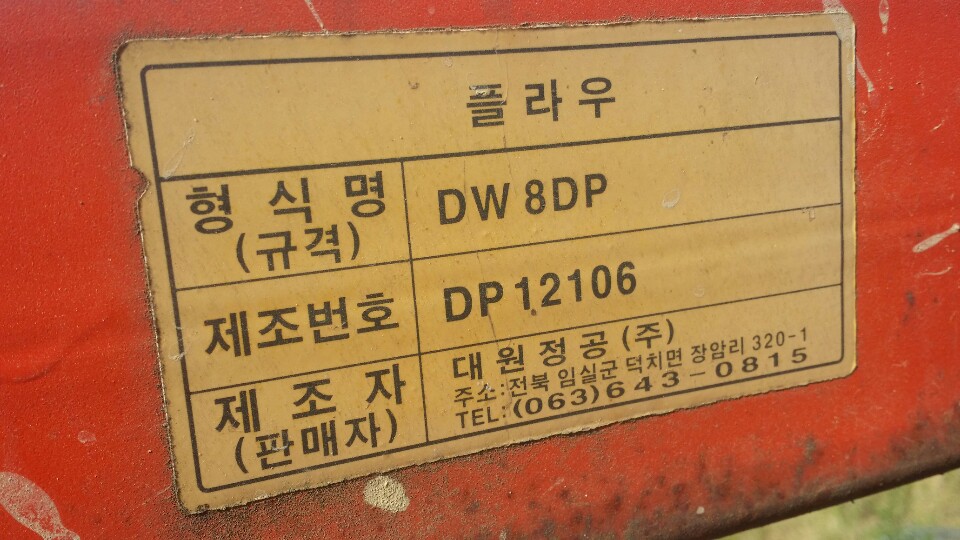 플라우
형식명 DW 8DP
(규격)
제조번호 DP12106
제조자 대원정공(주)
(판매자) 주소:전북 임실군 덕치면 장암리 320-1
TEL:(063)643-0815